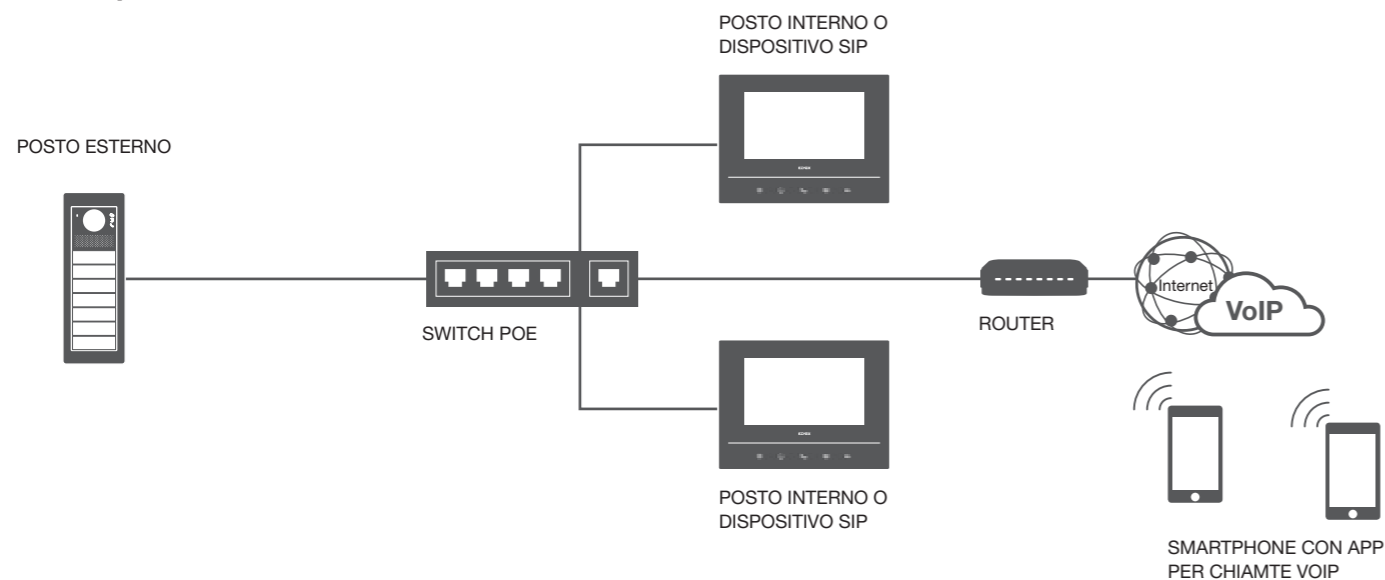 POSTO INTERNO O
DISPOSITIVO SIP
POSTO ESTERNO
SWITCH POE
ROUTER
Internet
VoIP
POSTO INTERNO O
DISPOSITIVO SIP
SMARTPHONE CON APP
PER CHIAMTE VOIP